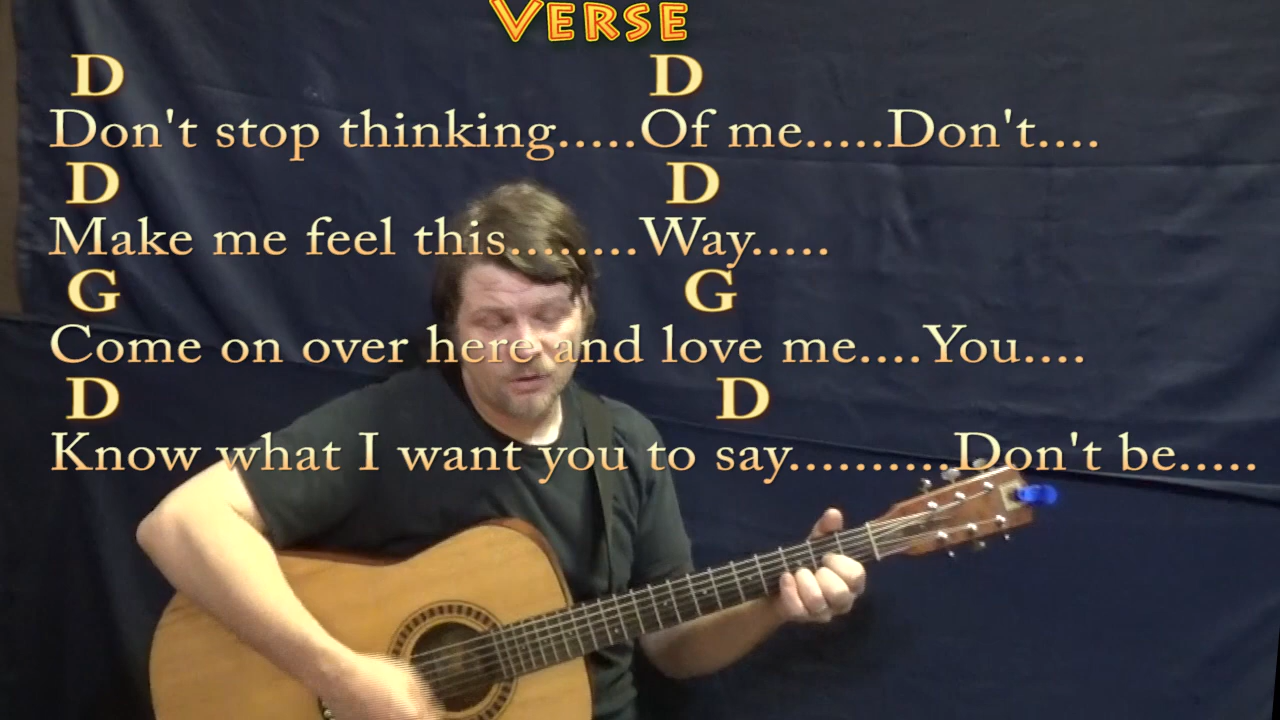 VERSE
D D
Don't stop thinking.....Of me.....Don't....
D D
Make me feel this........Way.....
G G
Come on over here and love me....You....
D D
Know what I want you to say..........Don't be.....